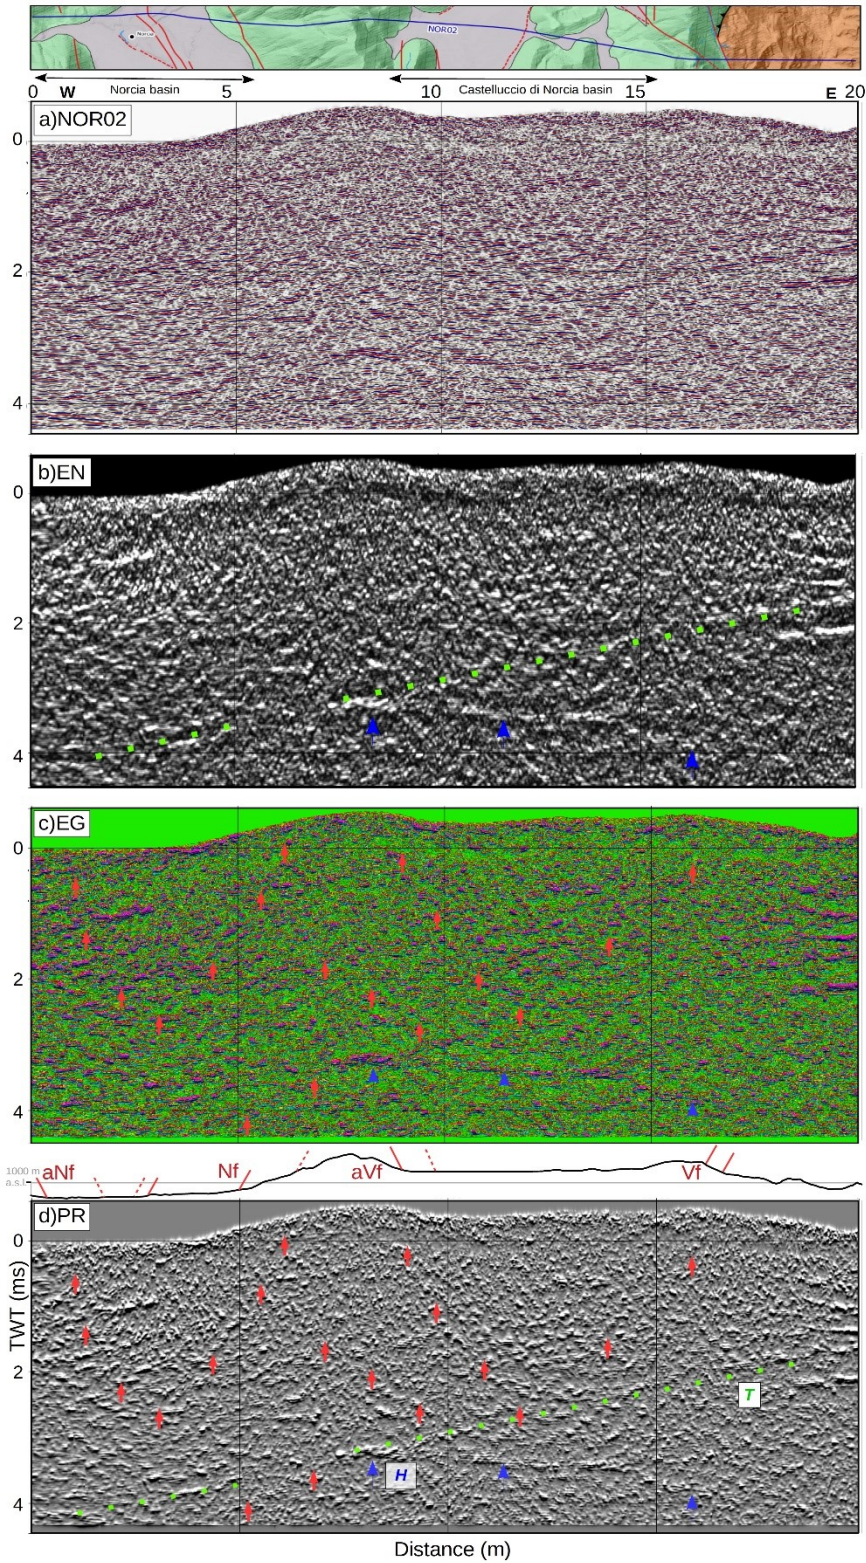 Norcia
NOR02
Norcia basin
Castelluccio di Norcia basin
0 W 5 10 15 E 20
a)NOR02
0
2
4
b)EN
0
2
4
c)EG
0
2
4
1000 m
a.s.l.
aNf Nf aVf Vf
d)PR
0
2
4
TWT (ms)
T
H
Distance (m)